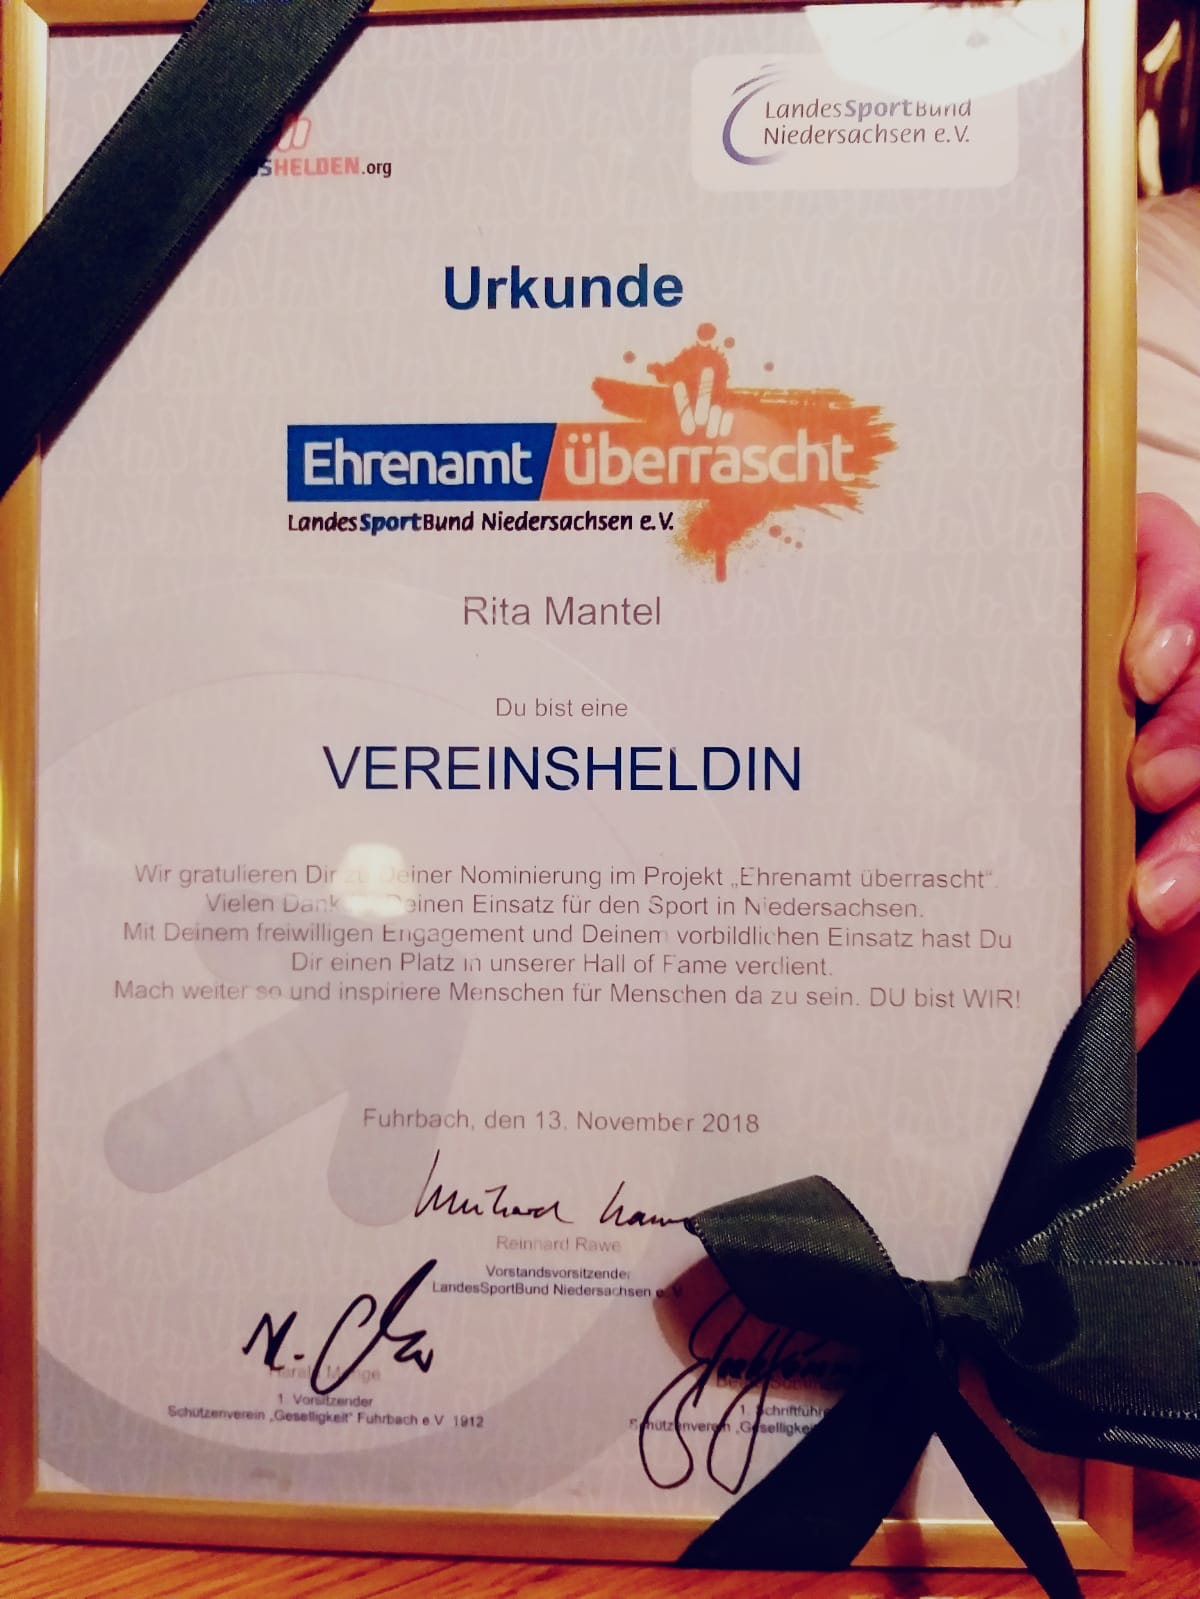 SHELDEN.org
LandesSportBund
Niedersachsen e.V.
Urkunde
Ehrenamt überrascht
LandesSportBund Niedersachsen e.V.
Rita Mantel
Du bist eine
VEREINSHELDIN
Wir gratulieren Dir zu Deiner Nominierung im Projekt „Ehrenamt überrascht“.
Vielen Dank Deinen Einsatz für den Sport in Niedersachsen.
Mit Deinem freiwilligen Engagement und Deinem vorbildlichen Einsatz hast Du
Dir einen Platz in unserer Hall of Fame verdient.
Mach weiter so und inspiriere Menschen für Menschen da zu sein. DU bist WIR!
Fuhrbach, den 13. November 2018
Reinhard Rawe
Vorstandsvorsitzender
LandesSportBund Niedersachsen e.V.
1. Vorsitzender
Schützenverein „Geselligkeit“ Fuhrbach e.V. 1912
1. Schriftführ
Schützenverein „Geselligke